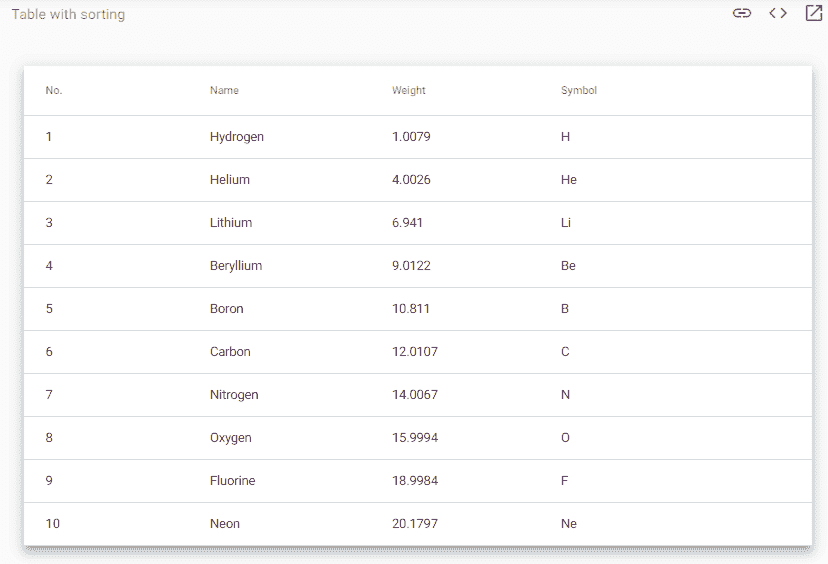 Table with sorting
No. Name Weight Symbol
1 Hydrogen 1.0079 H
2 Helium 4.0026 He
3 Lithium 6.941 Li
4 Beryllium 9.0122 Be
5 Boron 10.811 B
6 Carbon 12.0107 C
7 Nitrogen 14.0067 N
8 Oxygen 15.9994 O
9 Fluorine 18.9984 F
10 Neon 20.1797 Ne